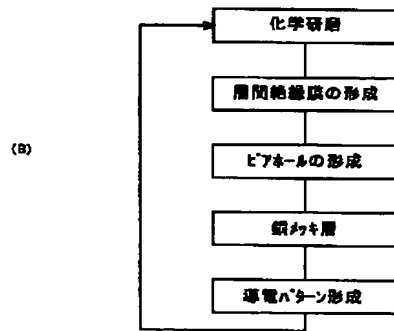 化学研磨
層間絶縁膜の形成
(B)
ビアホールの形成
銅メッキ層
導電パターン形成